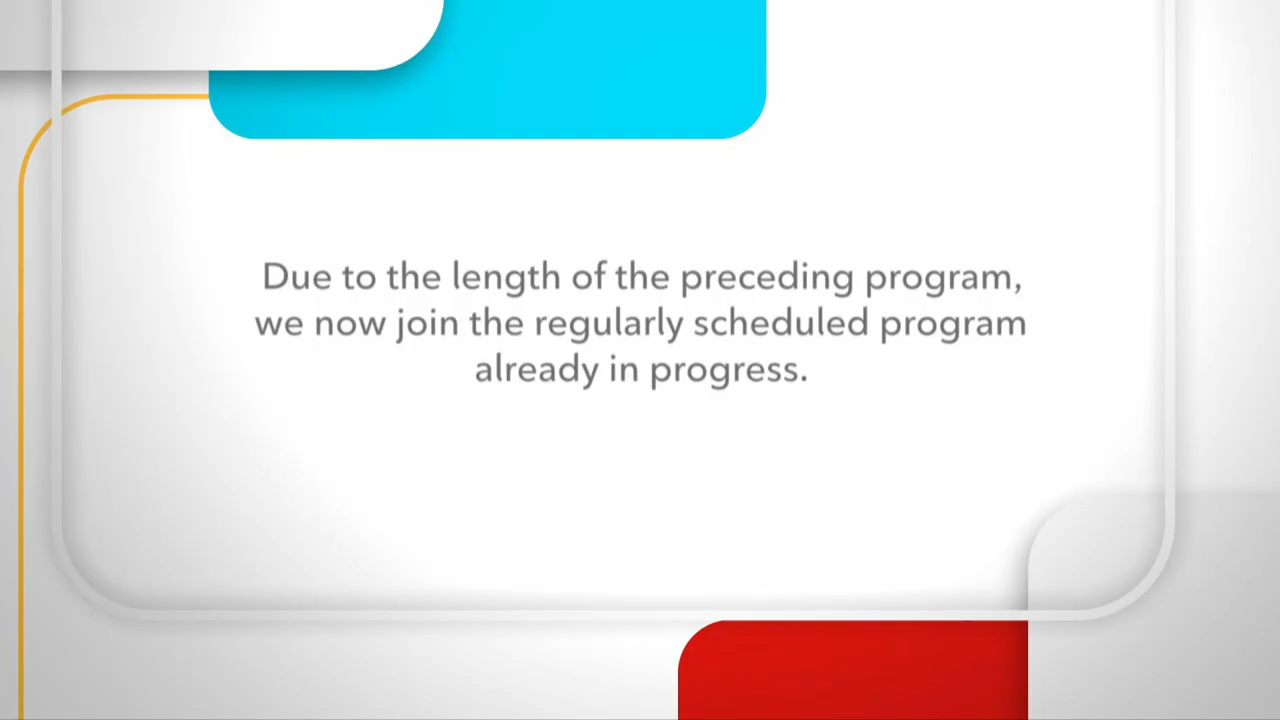 Due to the length of the preceding program,
we now join the regularly scheduled program
already in progress.